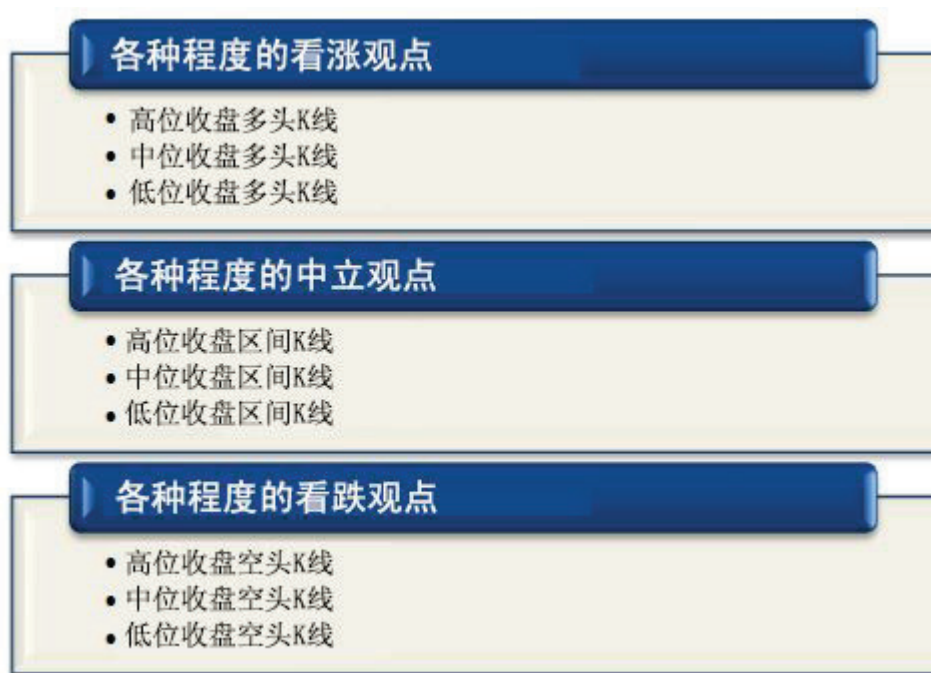 各种程度的看涨观点
• 高位收盘多头K线
• 中位收盘多头K线
• 低位收盘多头K线
各种程度的中立观点
• 高位收盘区间K线
• 中位收盘区间K线
• 低位收盘区间K线
各种程度的看跌观点
• 高位收盘空头K线
• 中位收盘空头K线
• 低位收盘空头K线